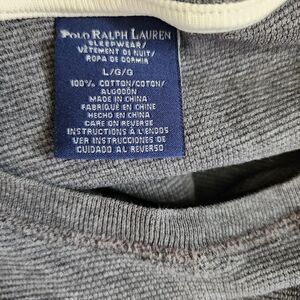 POLO RALPH LAUREN
SLEEPWEAR/
VÊTEMENT DE NUIT/
ROPA DE DORMIR
L/G/G
100% COTTON/COTON/
ALGODÓN
MADE IN CHINA
FABRIQUÉ EN CHINE
HECHO EN CHINA
CARE ON REVERSE
INSTRUCTIONS À L'ENDOS
VER INSTRUCCIONES DE
CUIDADO AL REVERSO